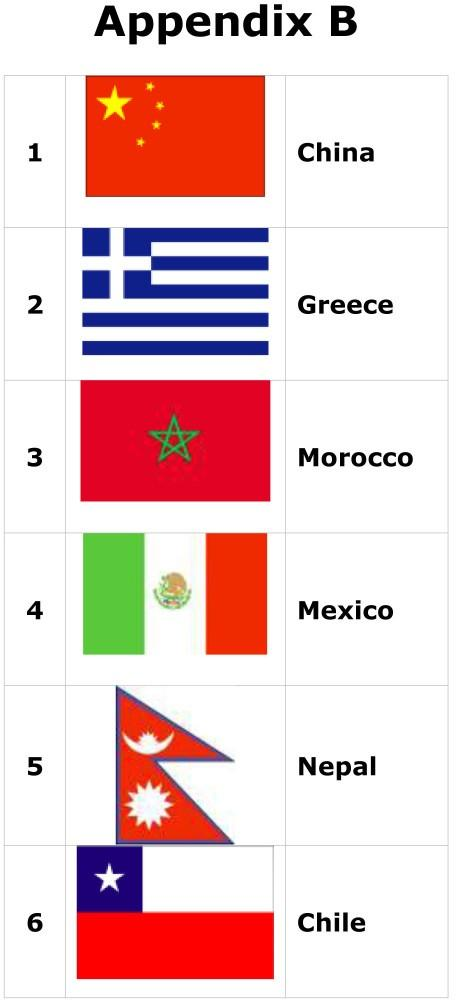 Appendix B
1 China
2 Greece
3 Morocco
4 Mexico
5 Nepal
6 Chile